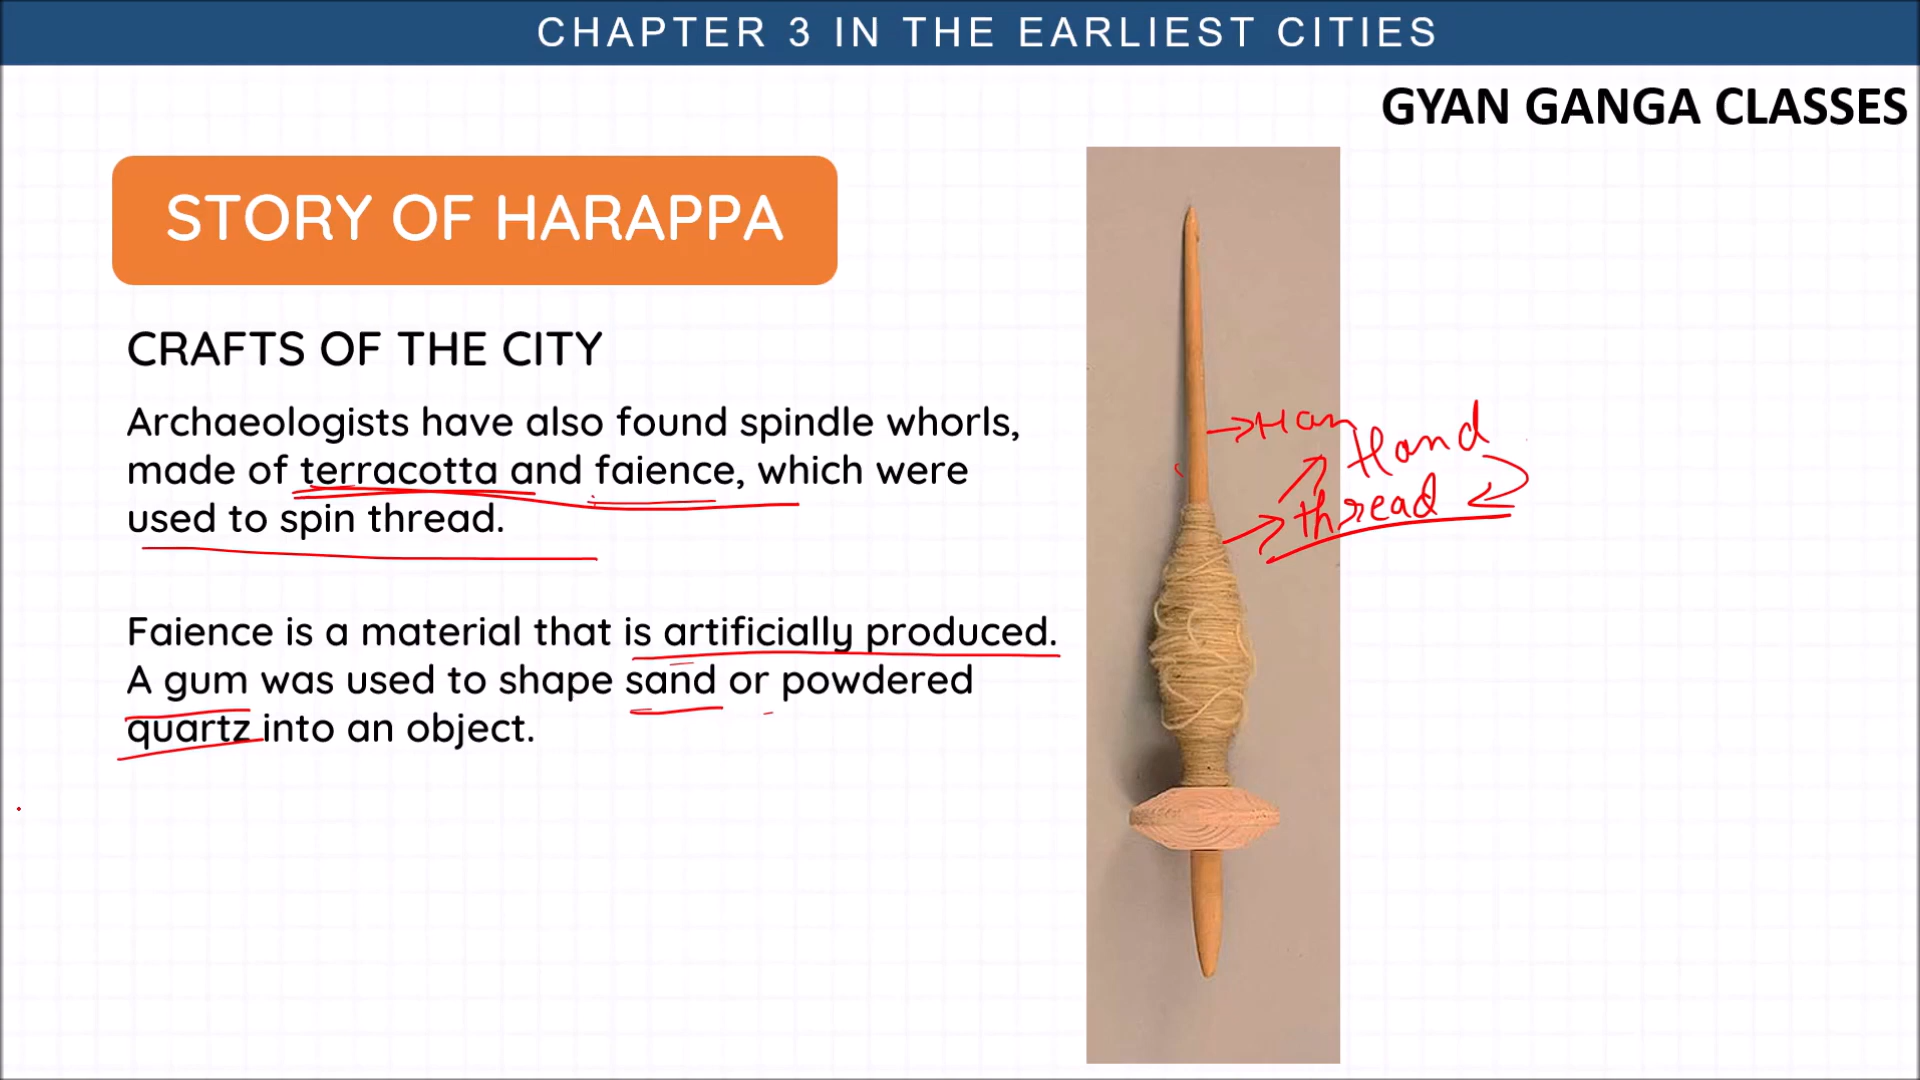 CHAPTER 3 IN THE EARLIEST CITIES
GYAN GANGA CLASSES
STORY OF HARAPPA
CRAFTS OF THE CITY
Archaeologists have also found spindle whorls,
made of terracotta and faience, which were
used to spin thread.
Faience is a material that is artificially produced.
A gum was used to shape sand or powdered
quartz into an object.
Han
Hand
thread